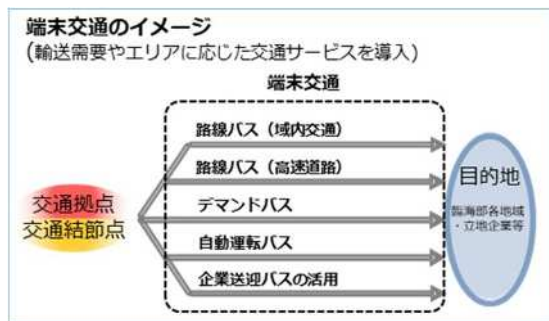 端末交通のイメージ
(輸送需要やエリアに応じた交通サービスを導入)
端末交通
路線バス（域内交通）
路線バス（高速道路）
デマンドバス
自動運転バス
企業送迎バスの活用
交通拠点
交通結節点
目的地
臨海部各地域
・立地企業等